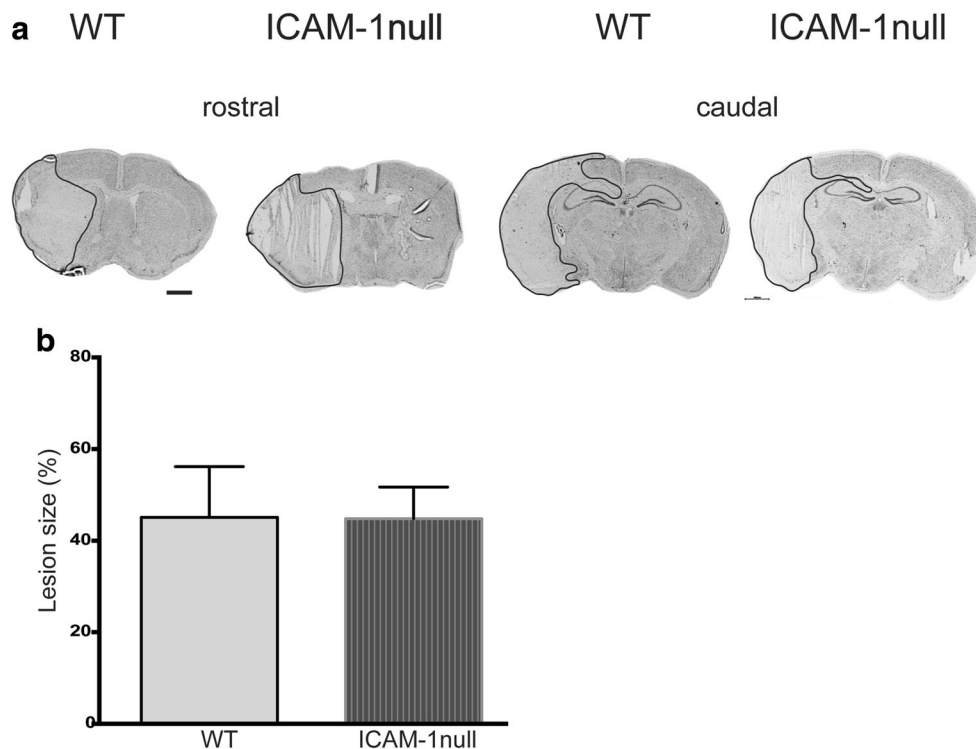 a WT ICAM-1null WT ICAM-1null
rostral caudal
b
80
60
40
20
0
Lesion size (%)
WT ICAM-1null